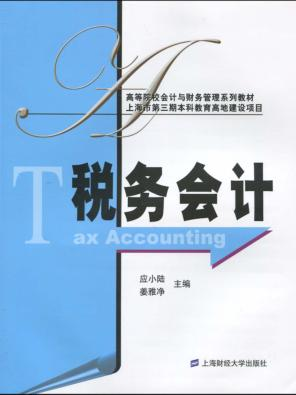 高等院校会计与财务管理系列教材
上海市第三期本科教育高地建设项目
税务会计
Tax Accounting
应小陆
姜雅净
主编
上海财经大学出版社